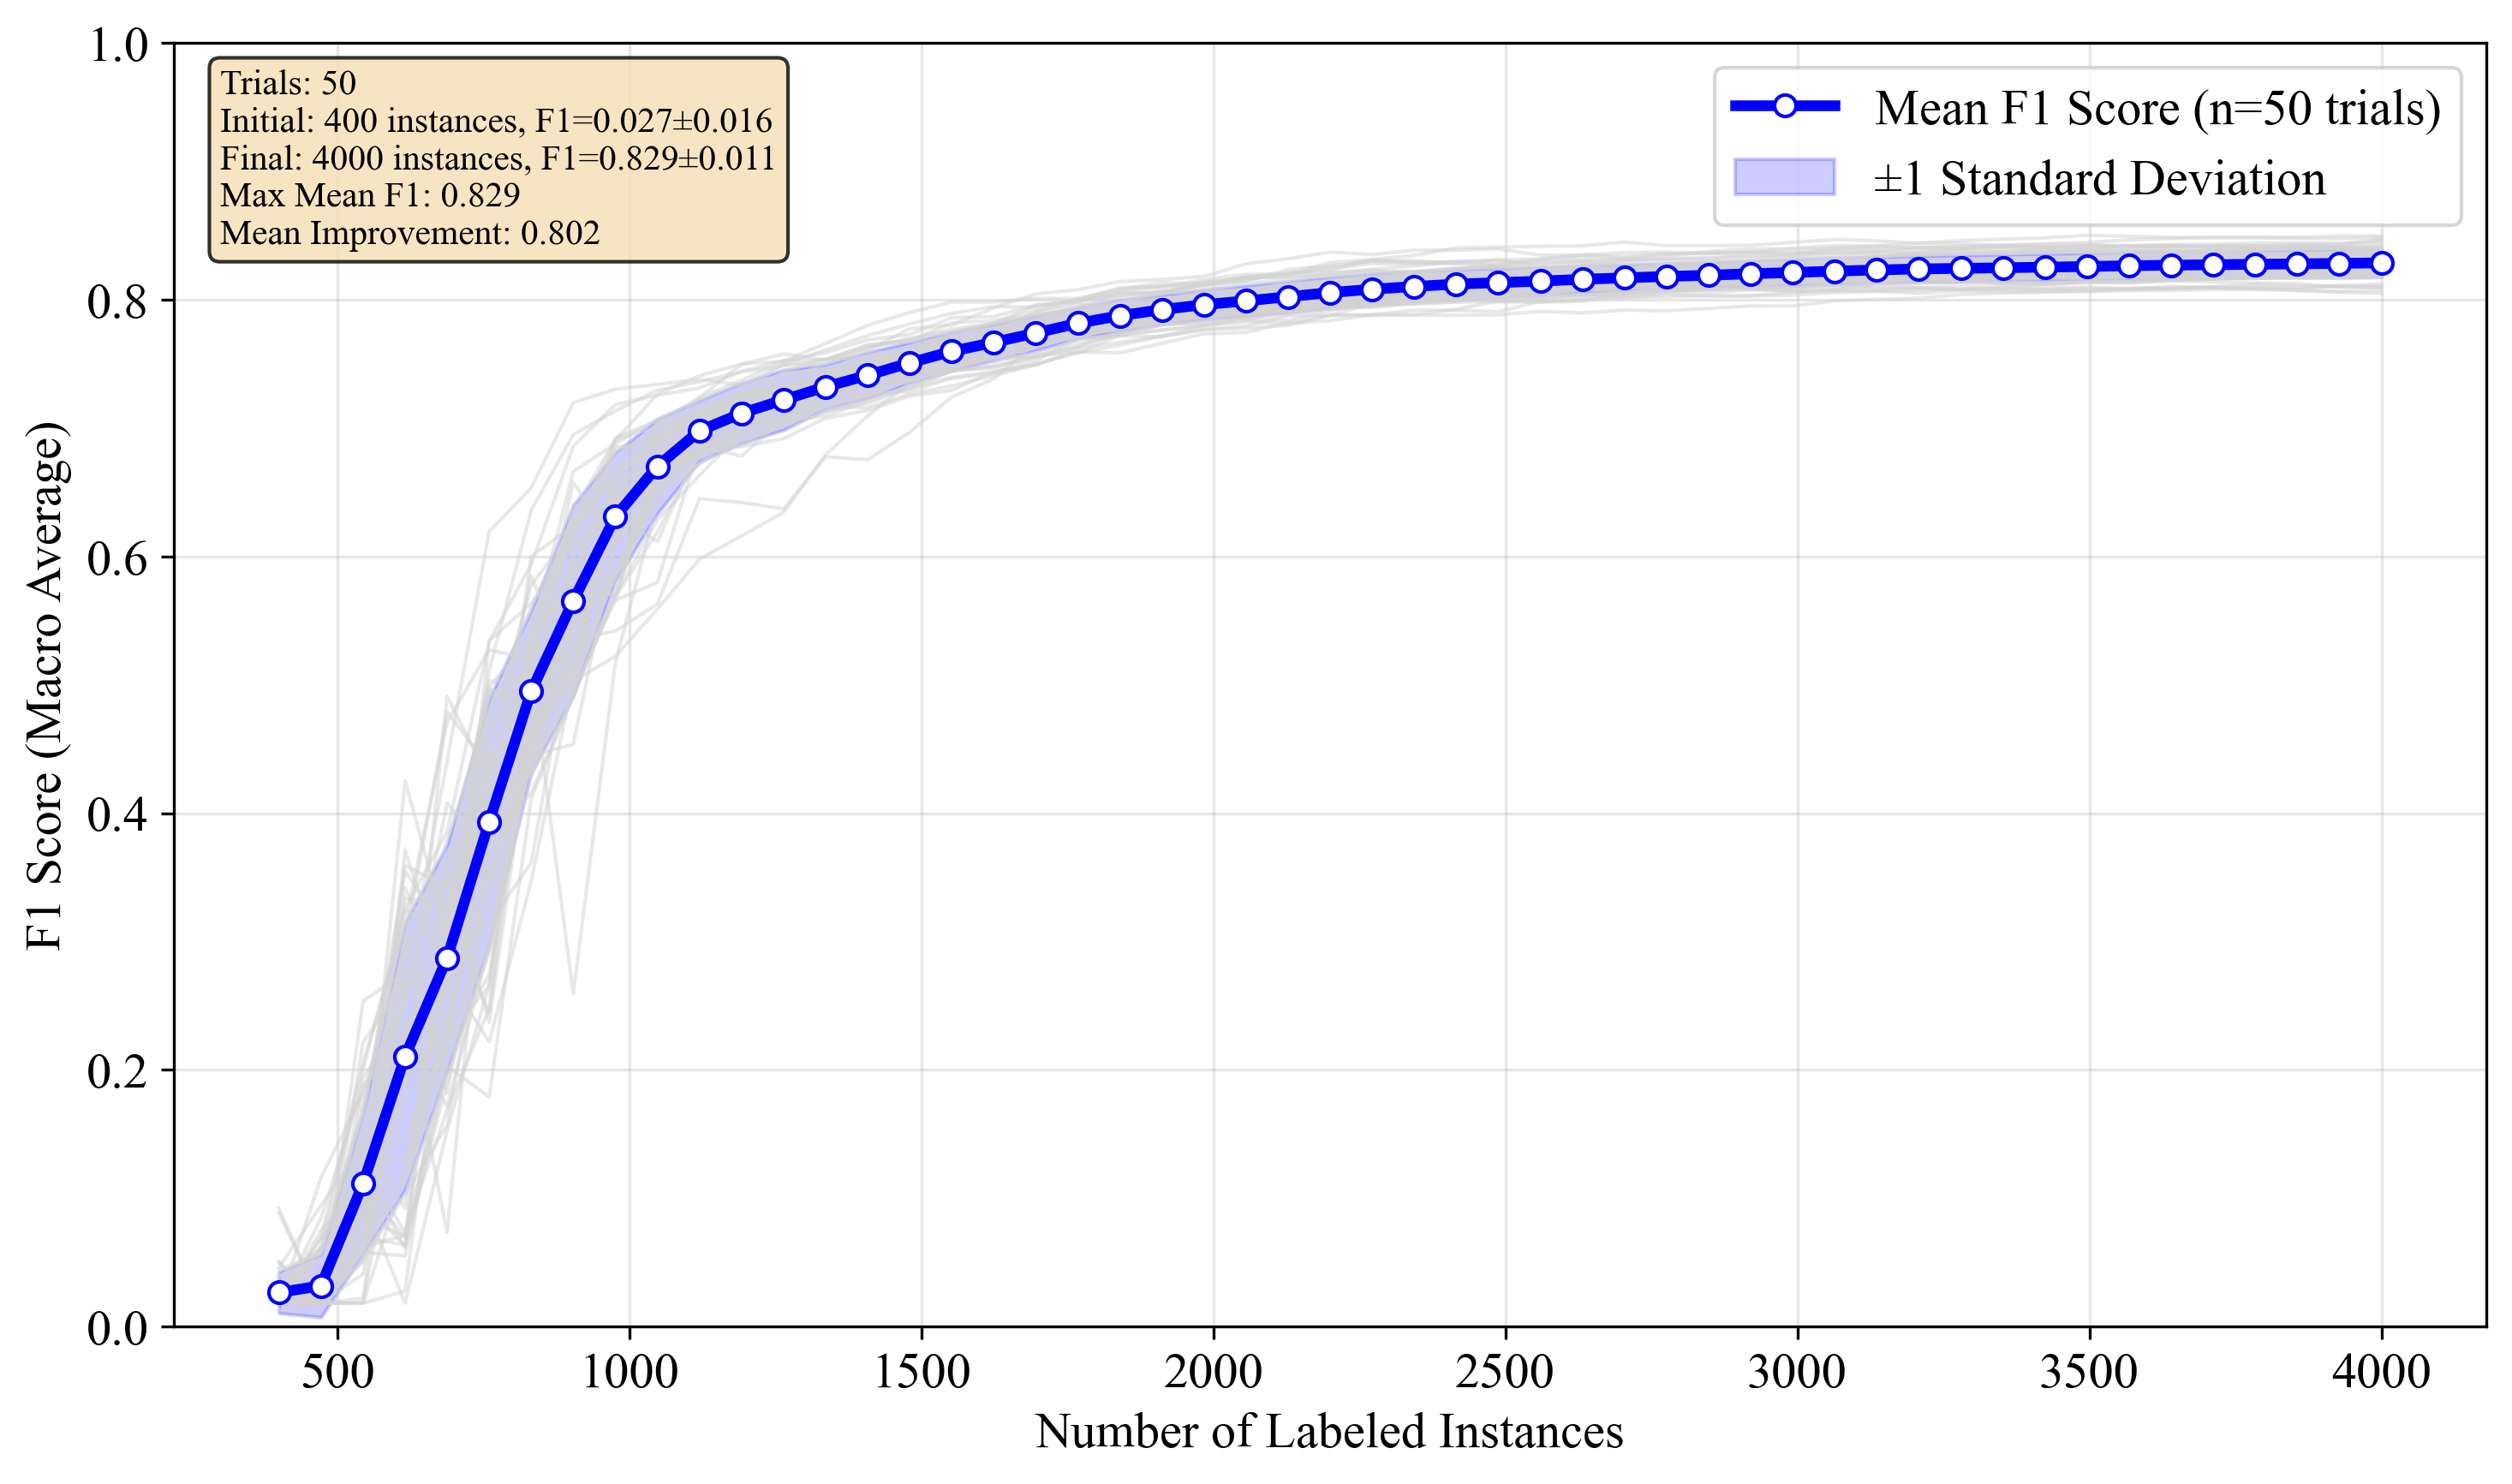 Trials: 50
Initial: 400 instances, F1=0.027±0.016
Final: 4000 instances, F1=0.829±0.011
Max Mean F1: 0.829
Mean Improvement: 0.802
Mean F1 Score (n=50 trials)
±1 Standard Deviation
F1 Score (Macro Average)
1.0
0.8
0.6
0.4
0.2
0.0
500 1000 1500 2000 2500 3000 3500 4000
Number of Labeled Instances